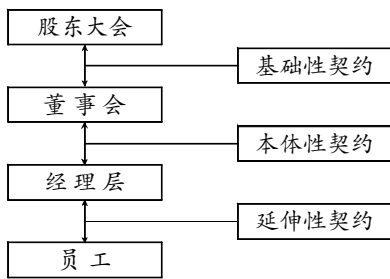 股东大会
基础性契约
董事会
本体性契约
经理层
延伸性契约
员工